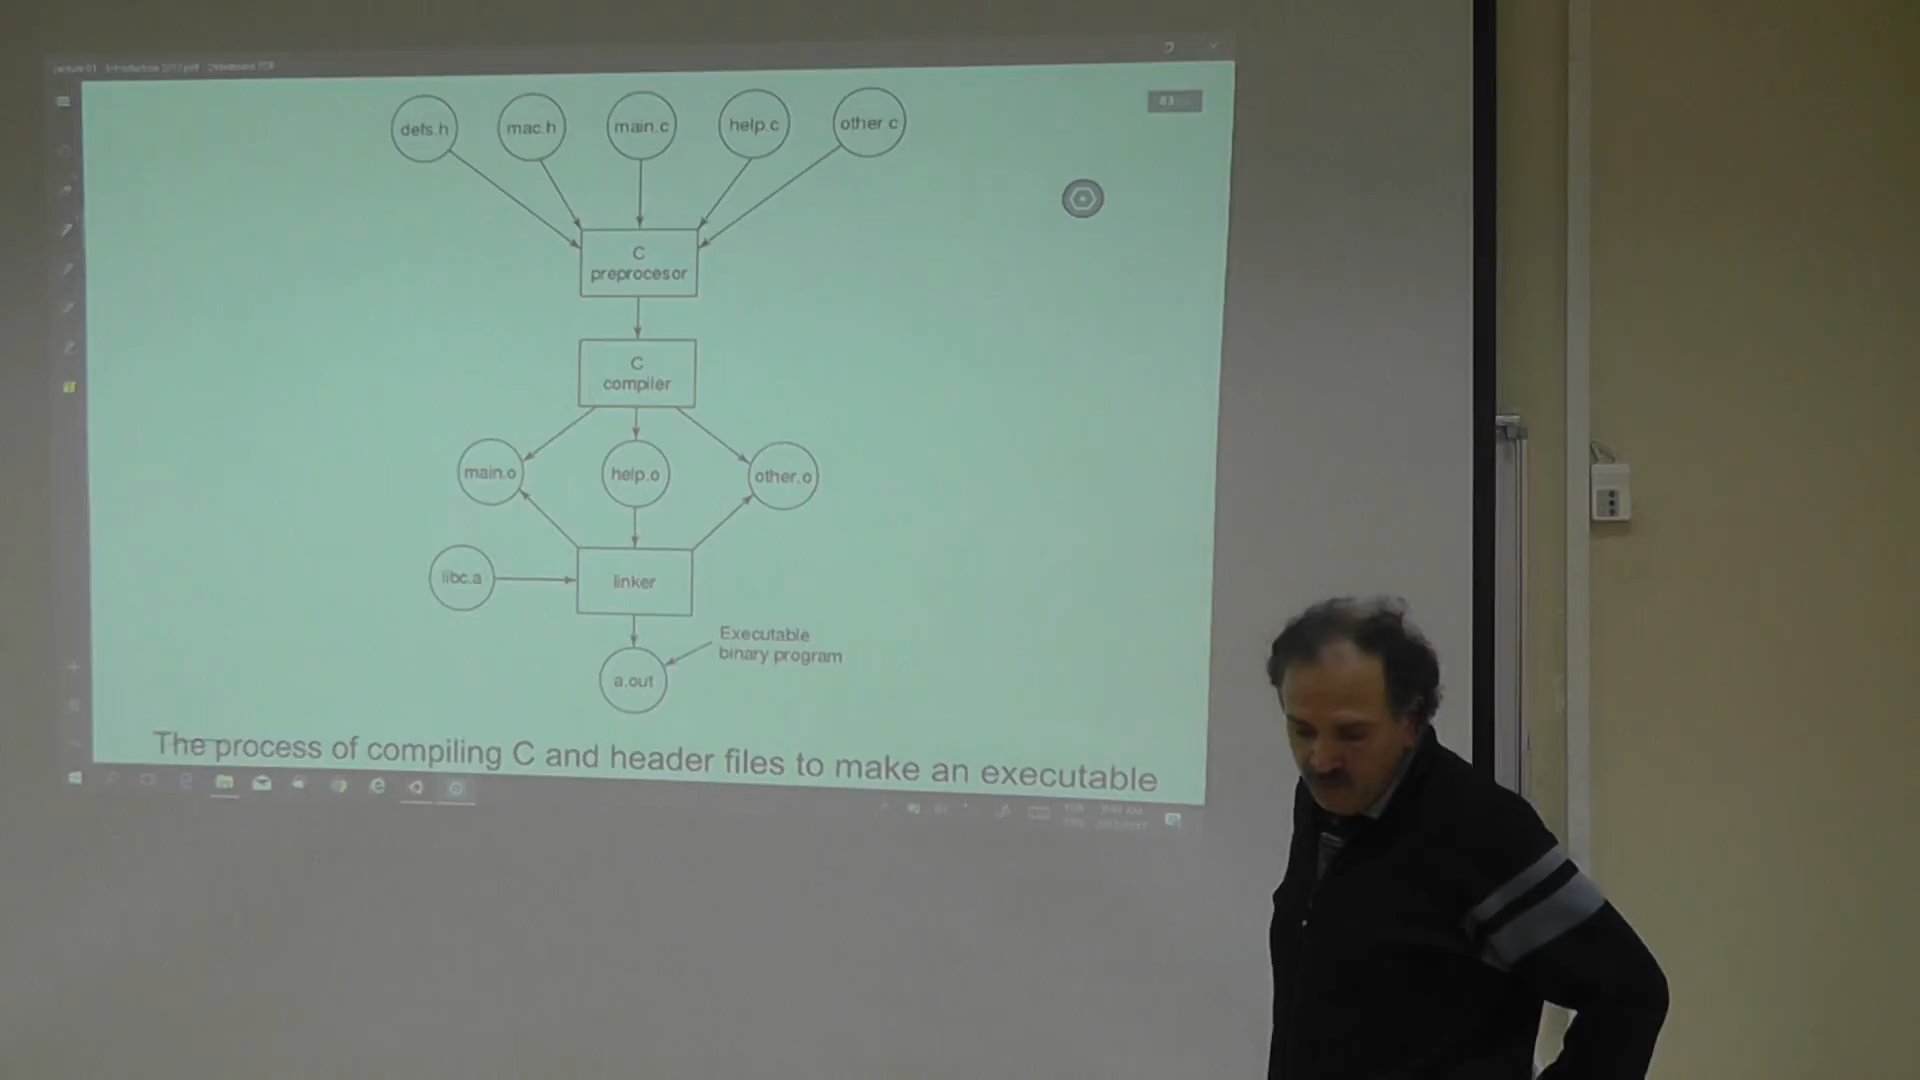 defs.h
mac.h
main.c
help.c
other c
83
C
preprocesor
C
compiler
main.o
help.o
other.o
libc.a
linker
Executable
binary program
a.out
The process of compiling C and header files to make an executable